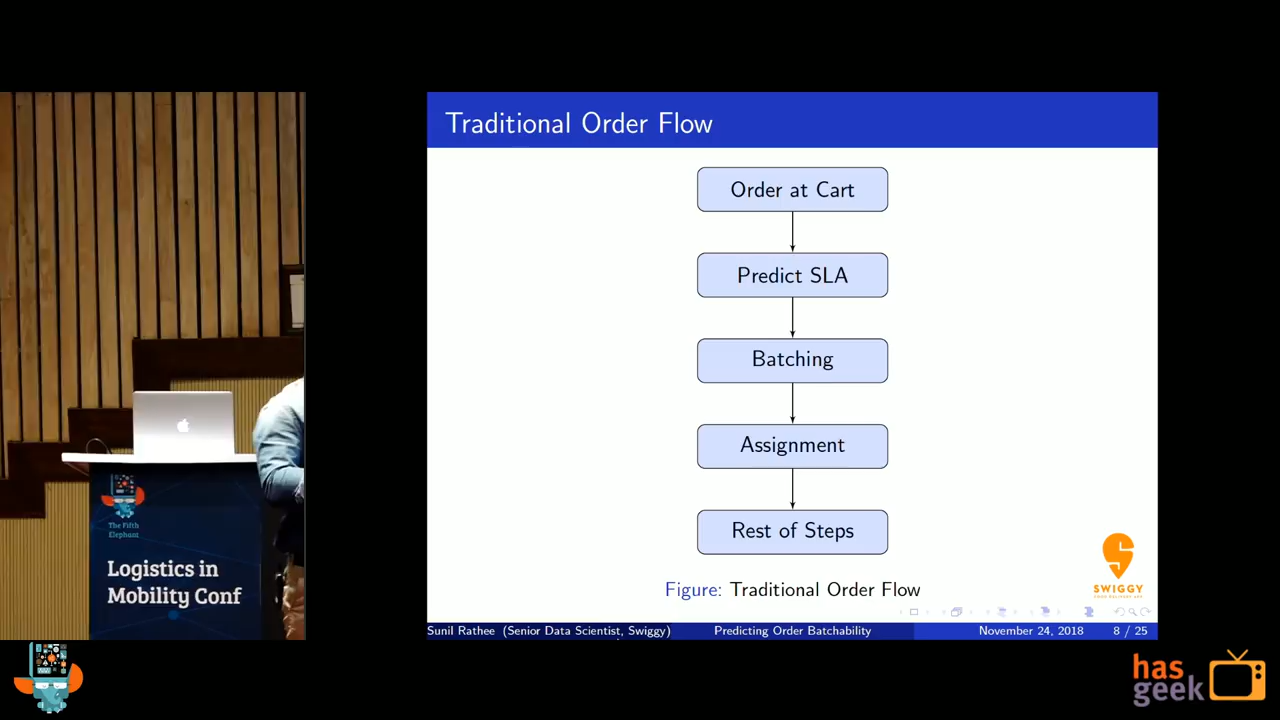 Traditional Order Flow
Order at Cart
Predict SLA
Batching
Assignment
Rest of Steps
Figure: Traditional Order Flow
SWIGGY
Sunil Rathee (Senior Data Scientist, Swiggy)
Predicting Order Batchability
November 24, 2018
8 / 25
The Fifth
Elephant
Logistics in
Mobility Conf
has
geek